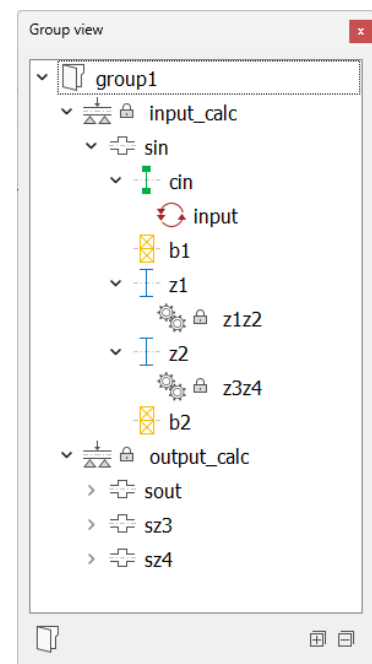 Group view
x
group1
input_calc
sin
cin
input
b1
z1
z1z2
z2
z3z4
b2
output_calc
sout
sz3
sz4